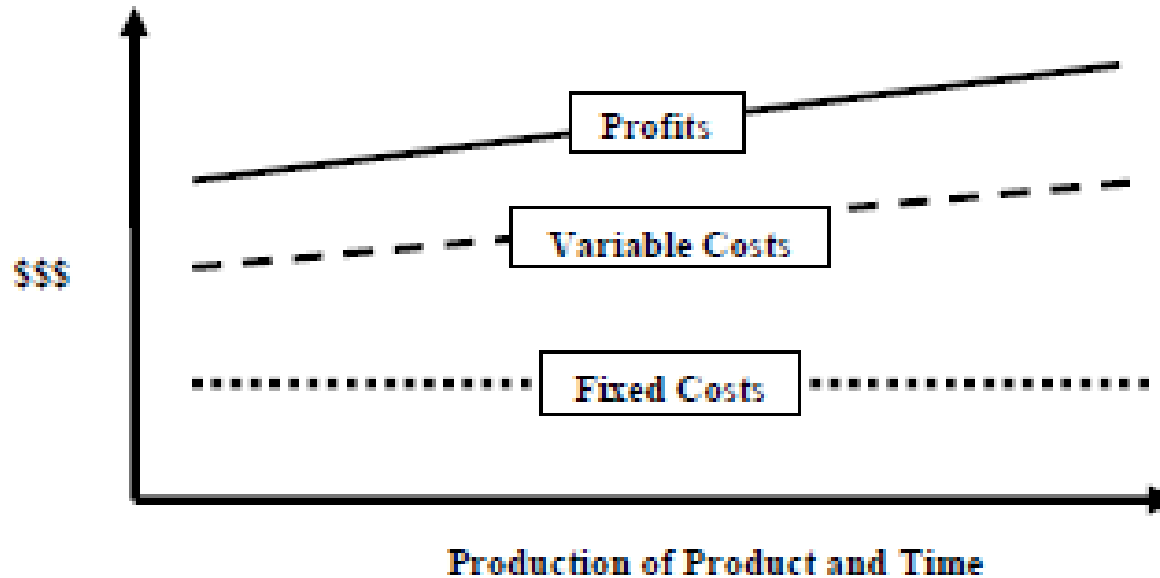 Profits
Variable Costs
$$$
Fixed Costs
Production of Product and Time